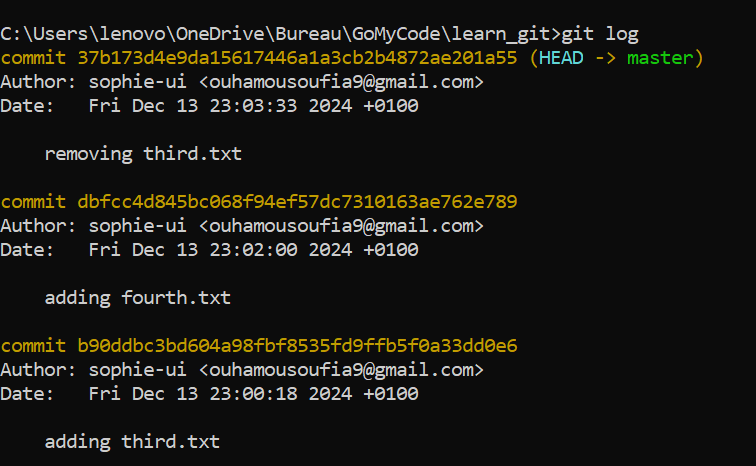 C:\Users\lenovo\OneDrive\Bureau\GoMyCode\learn_git>git log
commit 37b173d4e9da15617446a1a3cb2b4872ae201a55 (HEAD -> master)
Author: sophie-ui <ouhamousoufia9@gmail.com>
Date:   Fri Dec 13 23:03:33 2024 +0100
    removing third.txt
commit dbfcc4d845bc068f94ef57dc7310163ae762e789
Author: sophie-ui <ouhamousoufia9@gmail.com>
Date:   Fri Dec 13 23:02:00 2024 +0100
    adding fourth.txt
commit b90ddbc3bd604a98fbf8535fd9ffb5f0a33dd0e6
Author: sophie-ui <ouhamousoufia9@gmail.com>
Date:   Fri Dec 13 23:00:18 2024 +0100
    adding third.txt